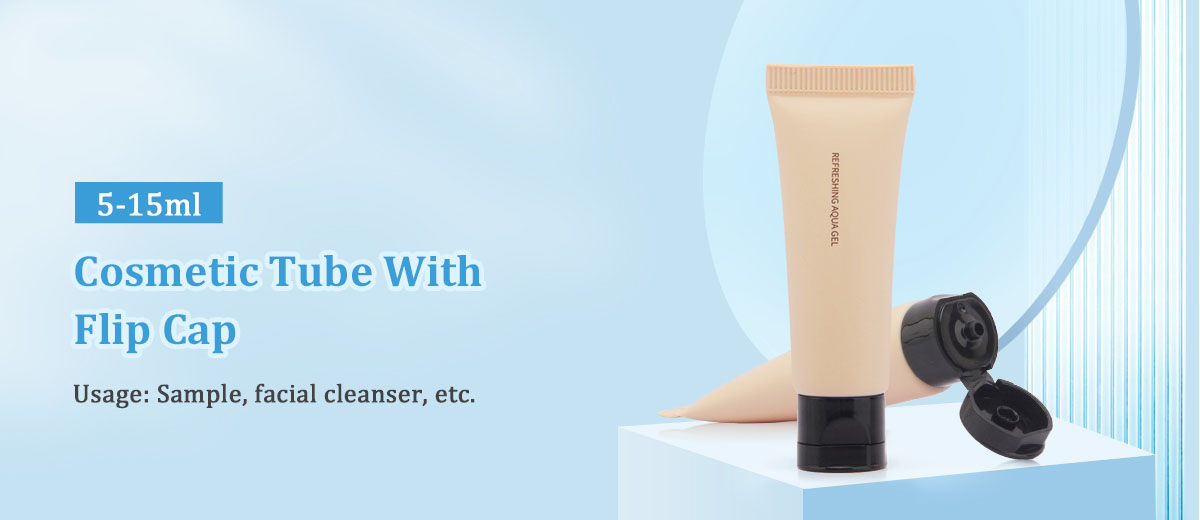 5-15ml
Cosmetic Tube With
Flip Cap
Usage: Sample, facial cleanser, etc.
REFRESHING AQUA GEL